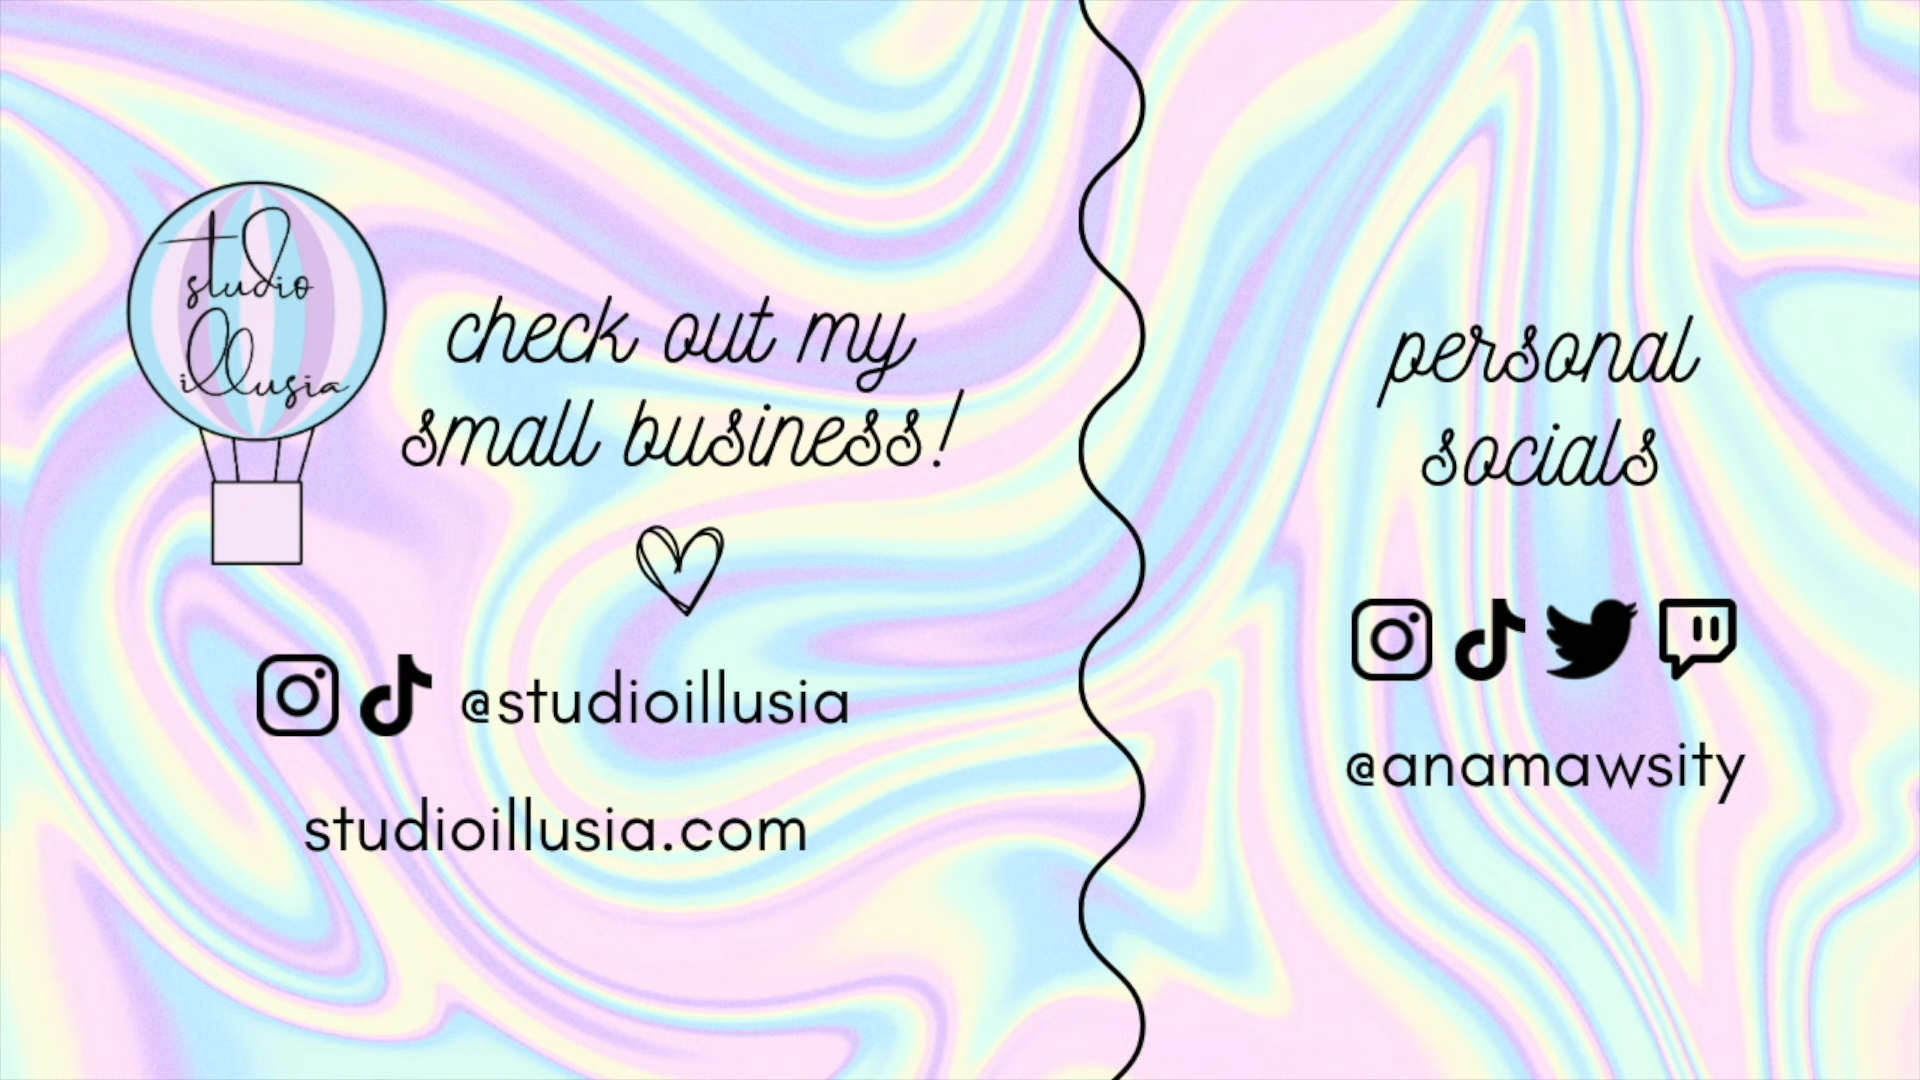 studio
illusia
check out my
small business!
@studioillusia
studioillusia.com
personal
socials
@anamawsity